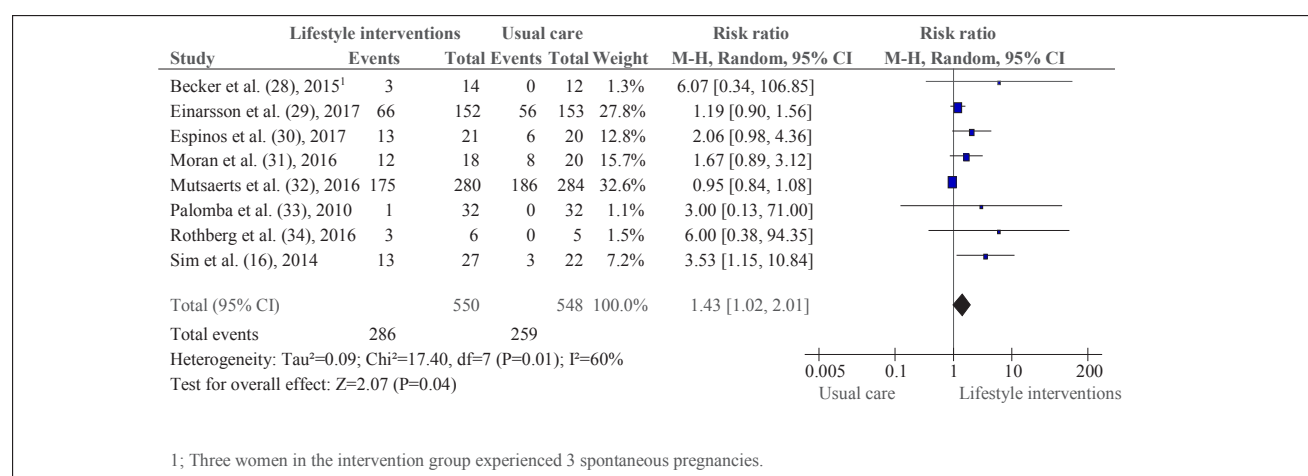 Lifestyle interventions Usual care Risk ratio Risk ratio
Study Events Total Events Total Weight M-H, Random, 95% CI M-H, Random, 95% CI
Becker et al. (28), 2015¹ 3 14 0 12 1.3% 6.07 [0.34, 106.85]
Einarsson et al. (29), 2017 66 152 56 153 27.8% 1.19 [0.90, 1.56]
Espinos et al. (30), 2017 13 21 6 20 12.8% 2.06 [0.98, 4.36]
Moran et al. (31), 2016 12 18 8 20 15.7% 1.67 [0.89, 3.12]
Mutsaerts et al. (32), 2016 175 280 186 284 32.6% 0.95 [0.84, 1.08]
Palomba et al. (33), 2010 1 32 0 32 1.1% 3.00 [0.13, 71.00]
Rothberg et al. (34), 2016 3 6 0 5 1.5% 6.00 [0.38, 94.35]
Sim et al. (16), 2014 13 27 3 22 7.2% 3.53 [1.15, 10.84]
Total (95% CI) 550 548 100.0% 1.43 [1.02, 2.01]
Total events 286 259
Heterogeneity: Tau²=0.09; Chi²=17.40, df=7 (P=0.01); I²=60%
Test for overall effect: Z=2.07 (P=0.04)
0.005 0.1 1 10 200
Usual care Lifestyle interventions
1; Three women in the intervention group experienced 3 spontaneous pregnancies.